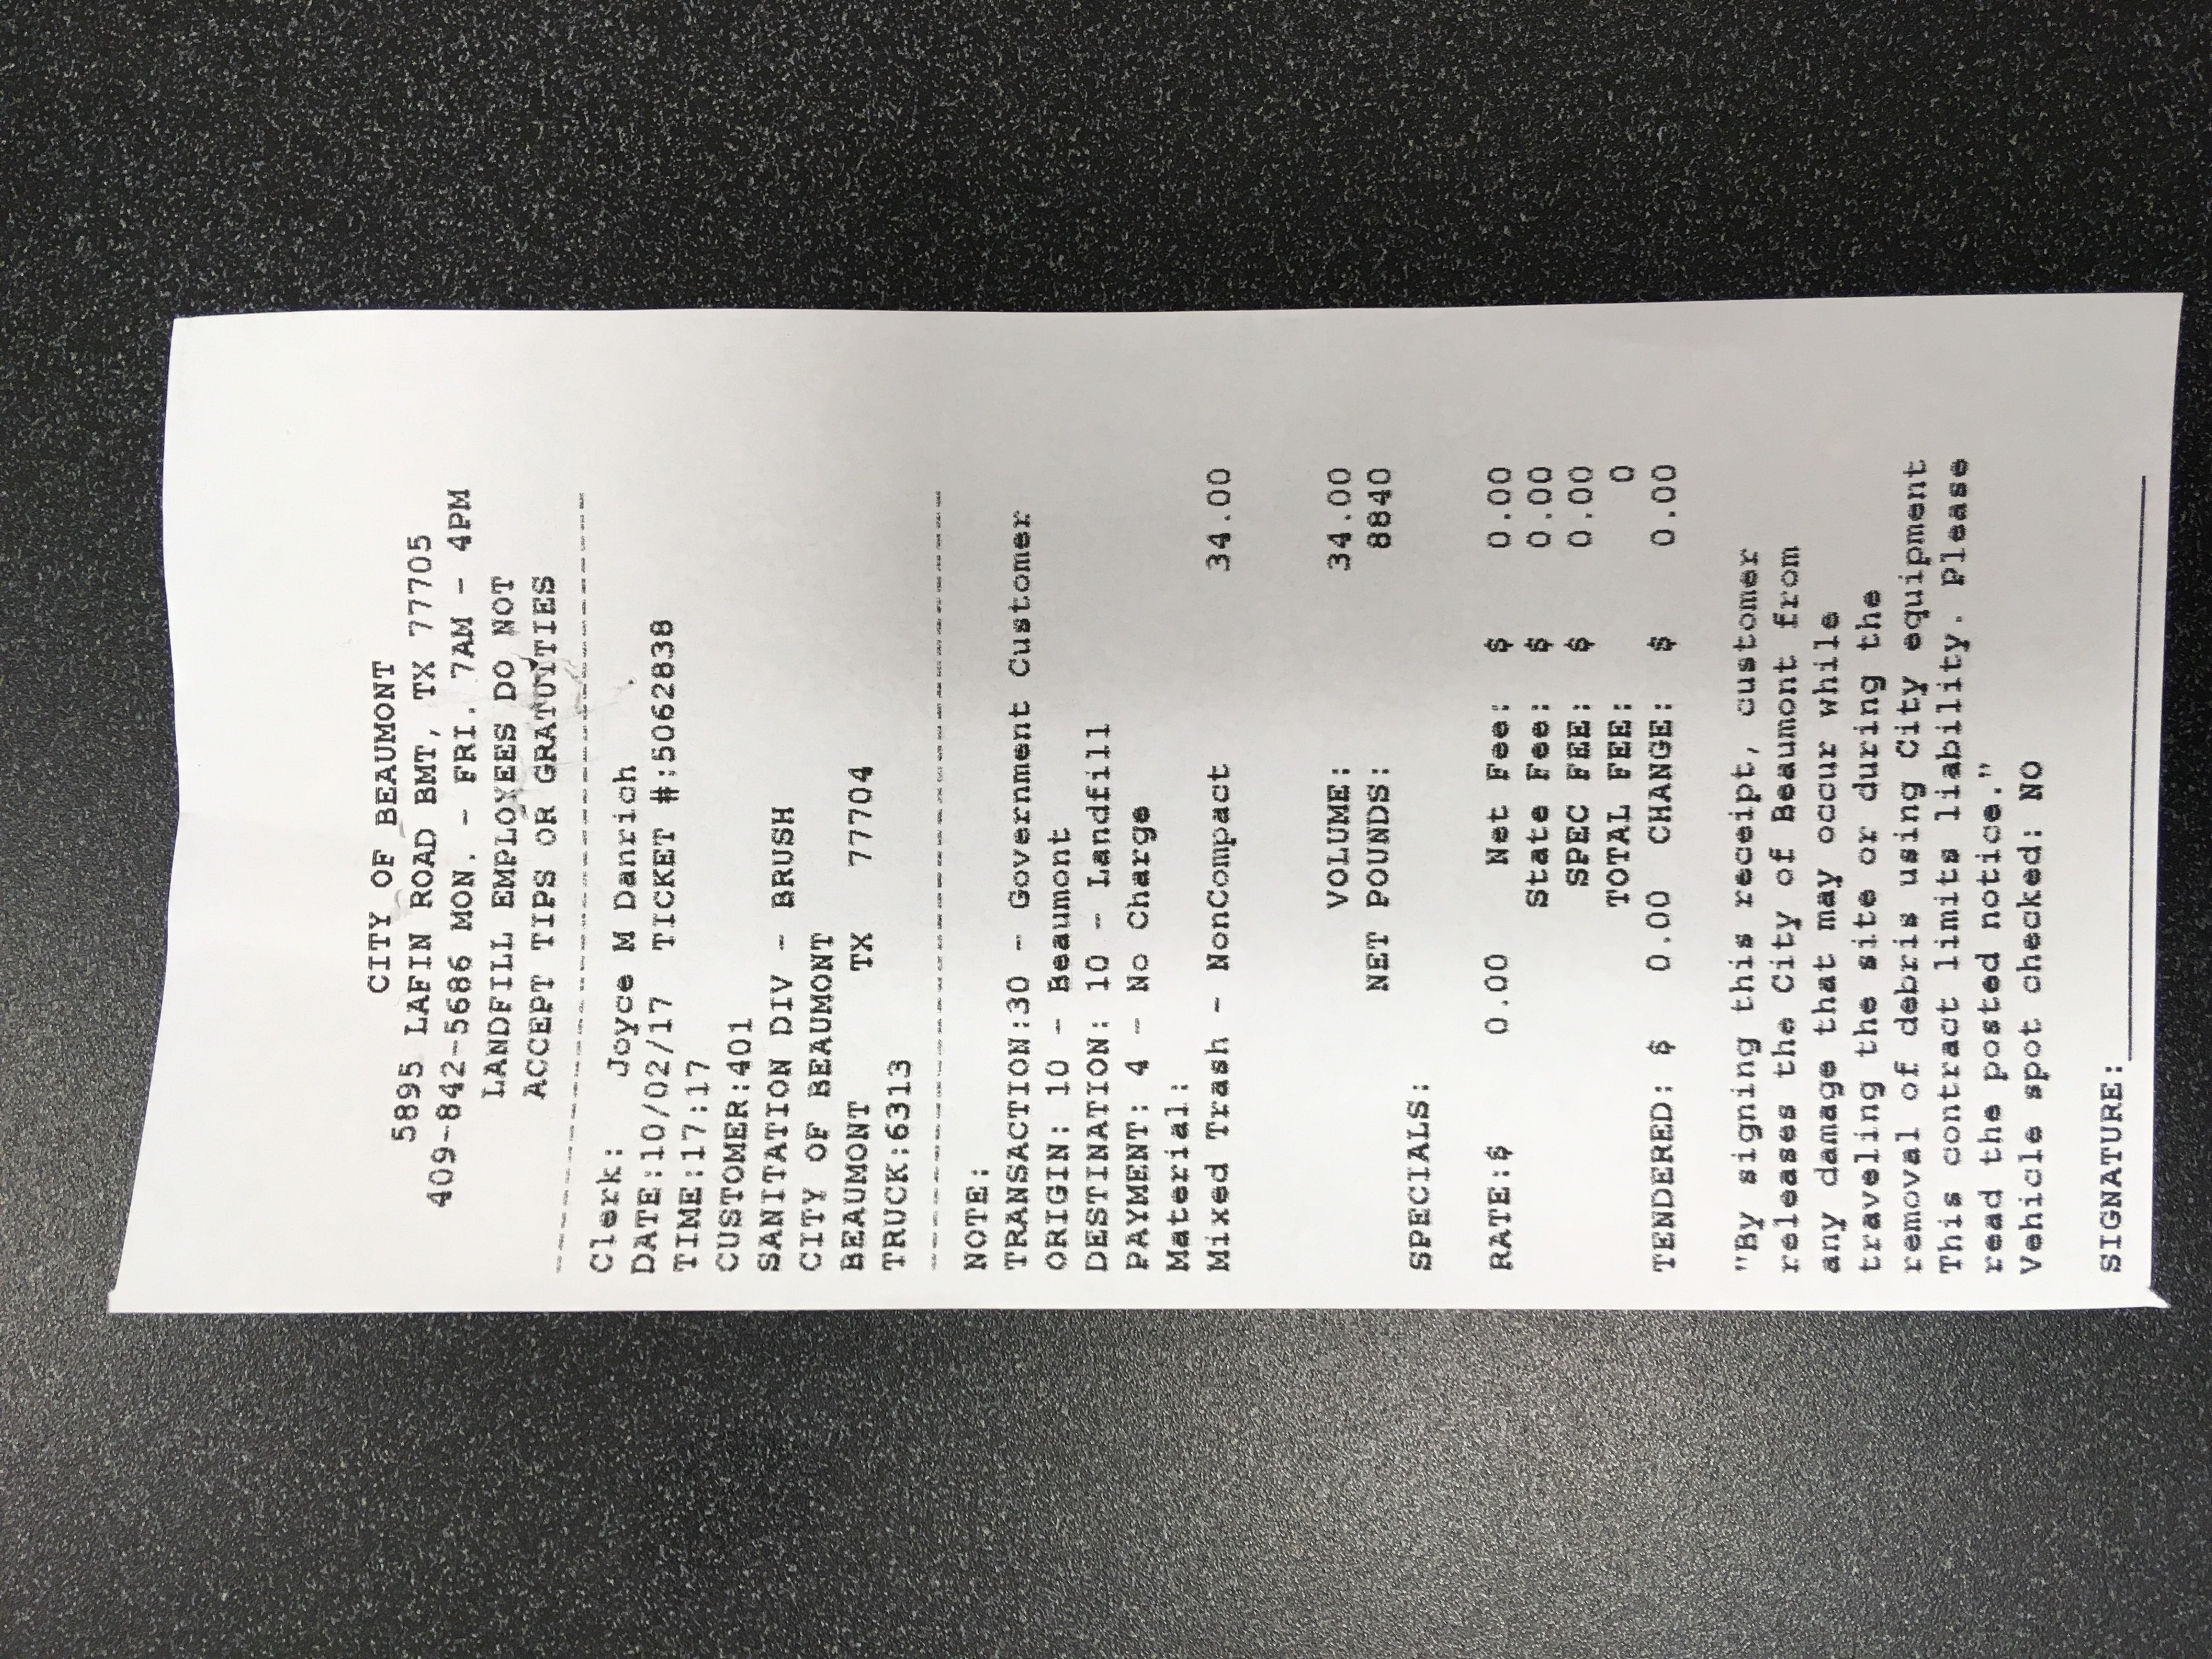 CITY OF BEAUMONT
5895 LAFIN ROAD BMT, TX 77705
409-842-5686 MON. - FRI. 7AM - 4PM
LANDFILL EMPLOYEES DO NOT
ACCEPT TIPS OR GRATUITIES
Clerk: Joyce M Danrich
DATE:10/02/17 TICKET #:5062838
TIME:17:17
CUSTOMER:401
SANITATION DIV - BRUSH
CITY OF BEAUMONT
BEAUMONT TX 77704
TRUCK:6313
NOTE:
TRANSACTION:30 - Government Customer
ORIGIN: 10 - Beaumont
DESTINATION: 10 - Landfill
PAYMENT: 4 - No Charge
Material:
Mixed Trash - NonCompact 34.00
VOLUME: 34.00
NET POUNDS: 8840
SPECIALS:
RATE:$ 0.00 Net Fee: $ 0.00
State Fee: $ 0.00
SPEC FEE: $ 0.00
TOTAL FEE: 0
TENDERED: $ 0.00 CHANGE: $ 0.00
"By signing this receipt, customer
releases the City of Beaumont from
any damage that may occur while
traveling the site or during the
removal of debris using City equipment
This contract limits liability. Please
read the posted notice."
Vehicle spot checked: NO
SIGNATURE: